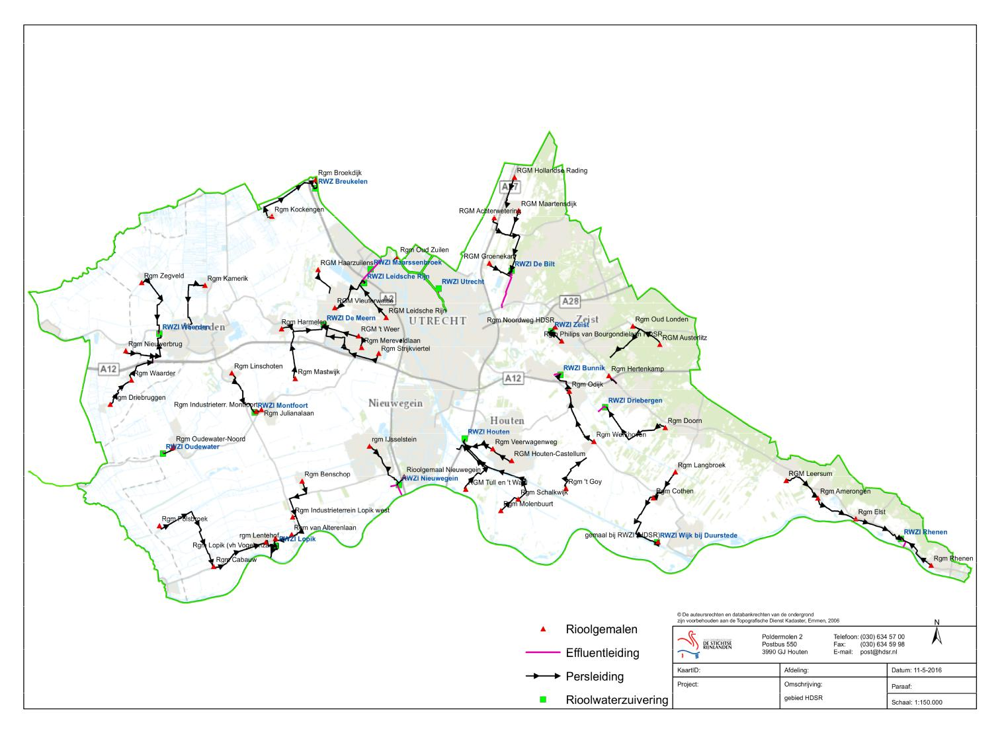 RGM Hollandse Rading
Rgm Broekdijk
RWZ Breukelen
A27
RGM Maartensdijk
RGM Achterwetering
Rgm Kockengen
Rgm Oud Zuilen
RGM Groenekan
RGM Haarzuilens
RWZI Maarssenbroek
RWZI De Bilt
RWZI Leidsche Rijn
Rgm Zegveld
Rgm Kamerik
RWZI Utrecht
A2
RGM Vleuterweide
A28
RGM Leidsche Rijn
UTRECHT
RWZI De Meern
Rgm Harmelen
Rgm Noordweg HDSR
Zeist
RWZI Zeist
Rgm Oud Londen
RWZI Woerden
RGM 't Weer
Rgm Philips van Bourgondielaan HDSR
RGM Austerlitz
Rgm Mereveldlaan
Rgm Nieuwerbrug
Rgm Strijkviertel
A12
Rgm Linschoten
RWZI Bunnik
Rgm Hertenkamp
Rgm Waarder
Rgm Mastwijk
A12
Rgm Odijk
Rgm Driebruggen
Nieuwegein
RWZI Driebergen
Rgm Industrieterr. Montfoort
RWZI Montfoort
Rgm Julianalaan
Houten
Rgm Doorn
RWZI Houten
Rgm Werkhoven
Rgm Oudewater-Noord
RWZI Oudewater
rgm IJsselstein
Rgm Veerwagenweg
RGM Houten-Castellum
Rgm Langbroek
Rioolgemaal Nieuwegein
Rgm Benschop
RWZI Nieuwegein
RGM Tull en 't Waal
Rgm 't Goy
RGM Leersum
Rgm Schalkwijk
Rgm Cothen
Rgm Amerongen
Rgm Molenbuurt
Rgm Industrieterrein Lopik west
Rgm Elst
Rgm Polsbroek
Rgm van Alterenlaan
RWZI Rhenen
rgm Lentehof
RWZI Lopik
gemaal bij RWZI (HDSR)
RWZI Wijk bij Duurstede
Rgm Lopik (vh Vogelenzang)
Rgm Cabauw
Rgm Rhenen
Rioolgemalen
Effluentleiding
Persleiding
Rioolwaterzuivering
© De auteursrechten en databankrechten van de ondergrond
zijn voorbehouden aan de Topografische Dienst Kadaster, Emmen, 2006
N
DE STICHTSE
RIJNLANDEN
Poldermolen 2
Postbus 550
3990 GJ Houten
Telefoon: (030) 634 57 00
Fax: (030) 634 59 98
E-mail: post@hdsr.nl
KaartID:
Afdeling:
Datum: 11-5-2016
Project:
Omschrijving:
gebied HDSR
Paraaf:
Schaal: 1:150.000